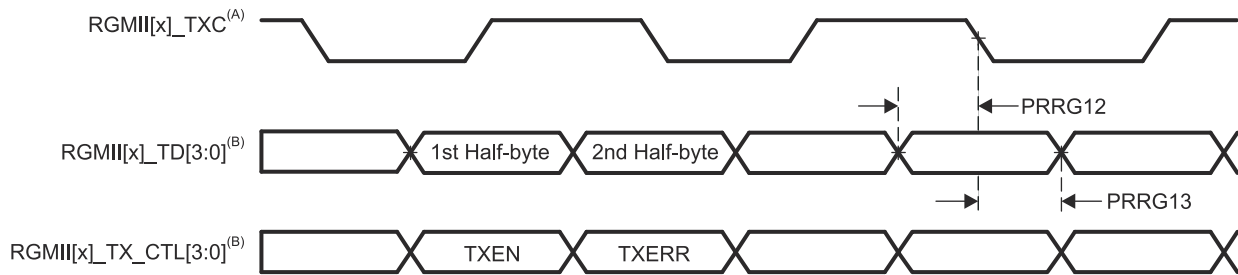 RGMII[x]_TXC(A)
PRRG12
RGMII[x]_TD[3:0](B)
1st Half-byte
2nd Half-byte
PRRG13
RGMII[x]_TX_CTL[3:0](B)
TXEN
TXERR